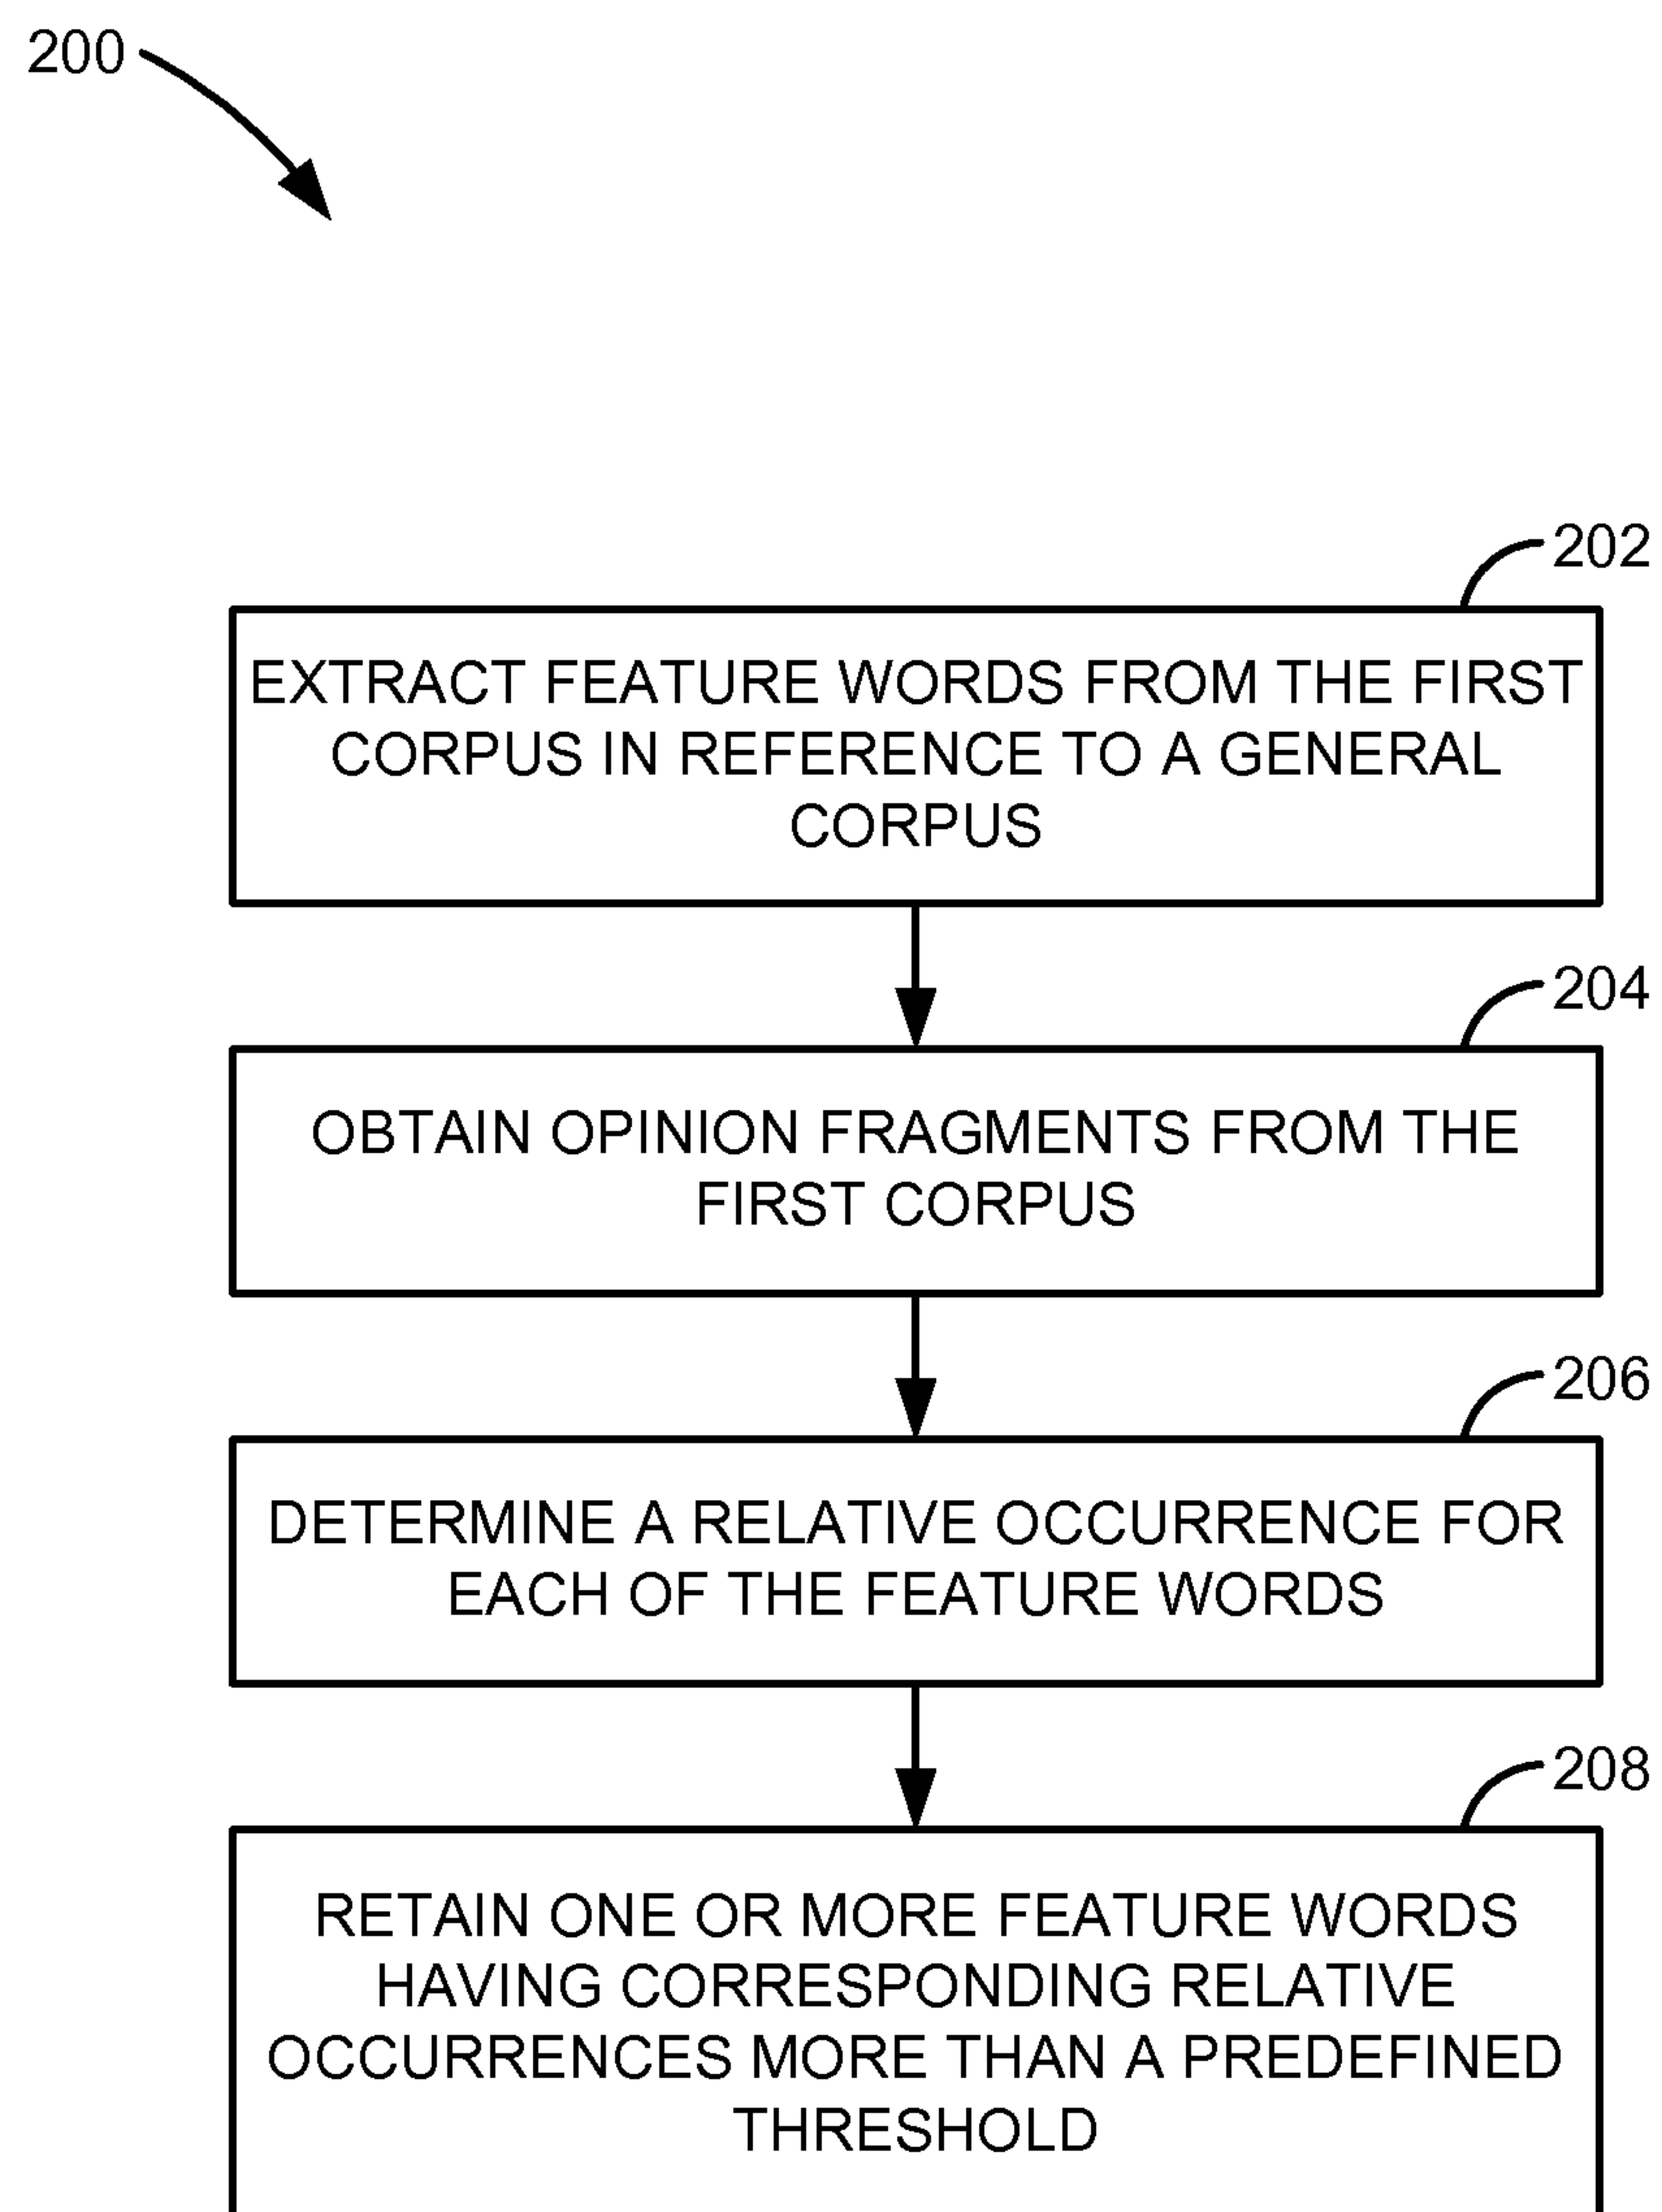 200
202
EXTRACT FEATURE WORDS FROM THE FIRST
CORPUS IN REFERENCE TO A GENERAL
CORPUS
204
OBTAIN OPINION FRAGMENTS FROM THE
FIRST CORPUS
206
DETERMINE A RELATIVE OCCURRENCE FOR
EACH OF THE FEATURE WORDS
208
RETAIN ONE OR MORE FEATURE WORDS
HAVING CORRESPONDING RELATIVE
OCCURRENCES MORE THAN A PREDEFINED
THRESHOLD